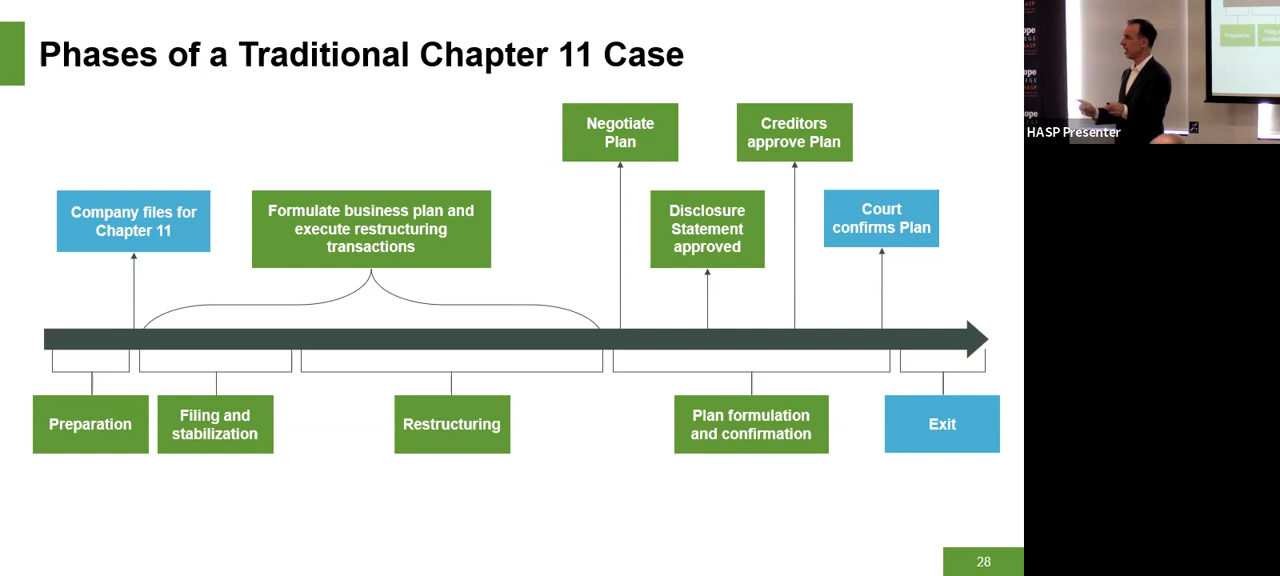 Phases of a Traditional Chapter 11 Case
Negotiate
Plan
Creditors
approve Plan
Company files for
Chapter 11
Formulate business plan and
execute restructuring
transactions
Disclosure
Statement
approved
Court
confirms Plan
Preparation
Filing and
stabilization
Restructuring
Plan formulation
and confirmation
Exit
28
HASP Presenter